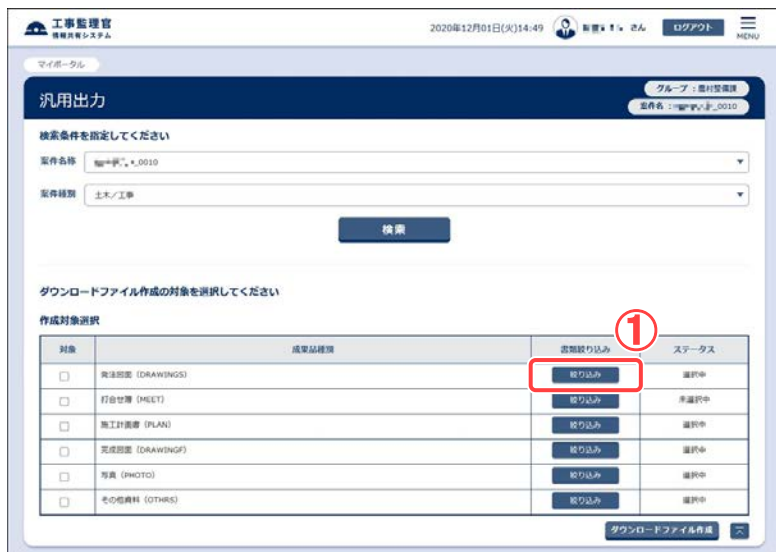 工事監理官
情報共有システム
2020年12月01日(火)14:49
さん
ログアウト
MENU
マイポータル
汎用出力
グループ：農村整備課
案件名：
_0010
検索条件を指定してください
案件名称
_0010
案件種別
土木／工事
検索
ダウンロードファイル作成の対象を選択してください
作成対象選択
①
対象 成果品種別 書類絞り込み ステータス
発注図面（DRAWINGS） 絞り込み 選択中
打合せ簿（MEET） 絞り込み 未選択中
施工計画書（PLAN） 絞り込み 選択中
完成図面（DRAWINGF） 絞り込み 選択中
写真（PHOTO） 絞り込み 選択中
その他資料（OTHRS） 絞り込み 選択中
ダウンロードファイル作成